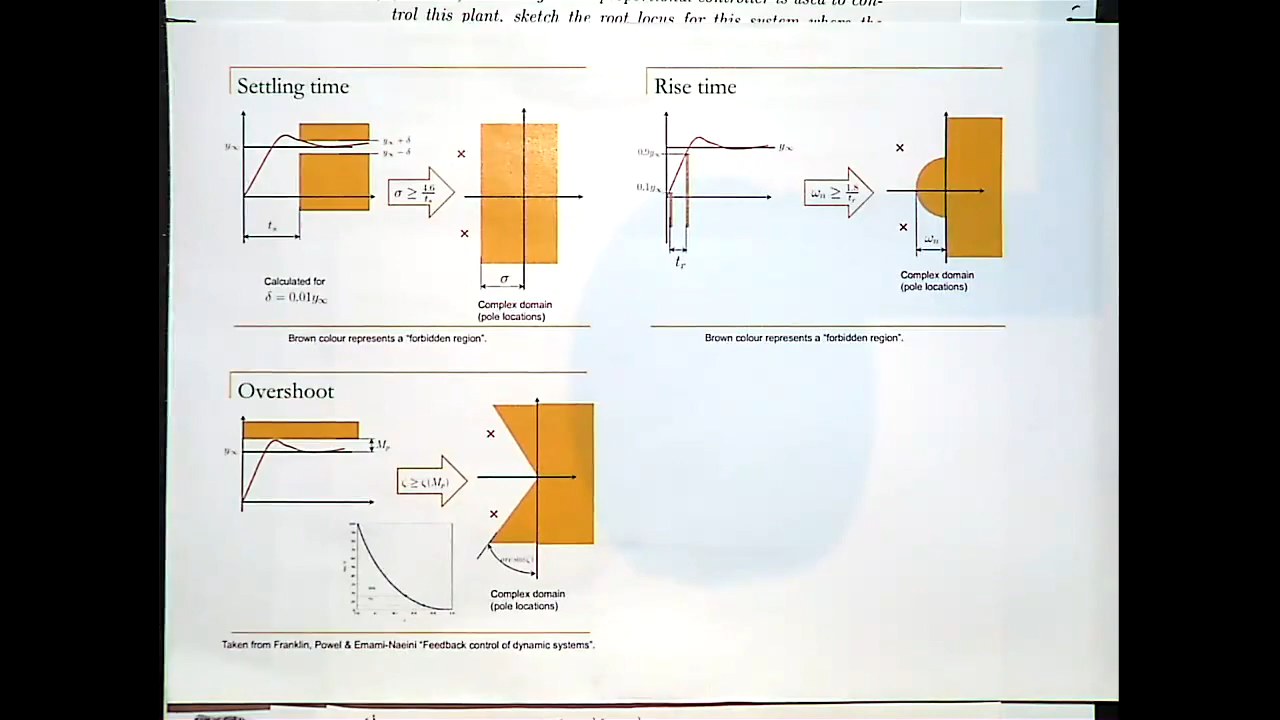 trol this plant. sketch the root locus for this system where the
Settling time
y∞
y∞ + δ
y∞ − δ
σ ≥ 4.6/ts
ts
σ
Calculated for
δ = 0.01y∞
Complex domain
(pole locations)
Brown colour represents a "forbidden region".
Rise time
y∞
0.9y∞
0.1y∞
ωn ≥ 1.8/tr
tr
ωn
Complex domain
(pole locations)
Brown colour represents a "forbidden region".
Overshoot
y∞
Mp
ζ ≥ ζ(Mp)
Complex domain
(pole locations)
Taken from Franklin, Powel & Emami-Naeini "Feedback control of dynamic systems".